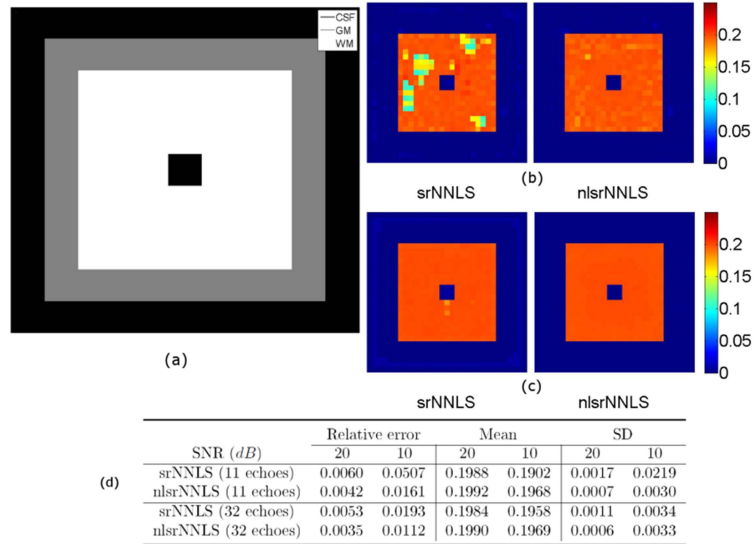 CSF
GM
WM
(a)
0.2
0.15
0.1
0.05
0
srNNLS
nlsrNNLS
(b)
0.2
0.15
0.1
0.05
0
srNNLS
nlsrNNLS
(c)
(d)
Relative error Mean SD
SNR (dB) 20 10 20 10 20 10
srNNLS (11 echoes) 0.0060 0.0507 0.1988 0.1902 0.0017 0.0219
nlsrNNLS (11 echoes) 0.0042 0.0161 0.1992 0.1968 0.0007 0.0030
srNNLS (32 echoes) 0.0053 0.0193 0.1984 0.1958 0.0011 0.0034
nlsrNNLS (32 echoes) 0.0035 0.0112 0.1990 0.1969 0.0006 0.0033